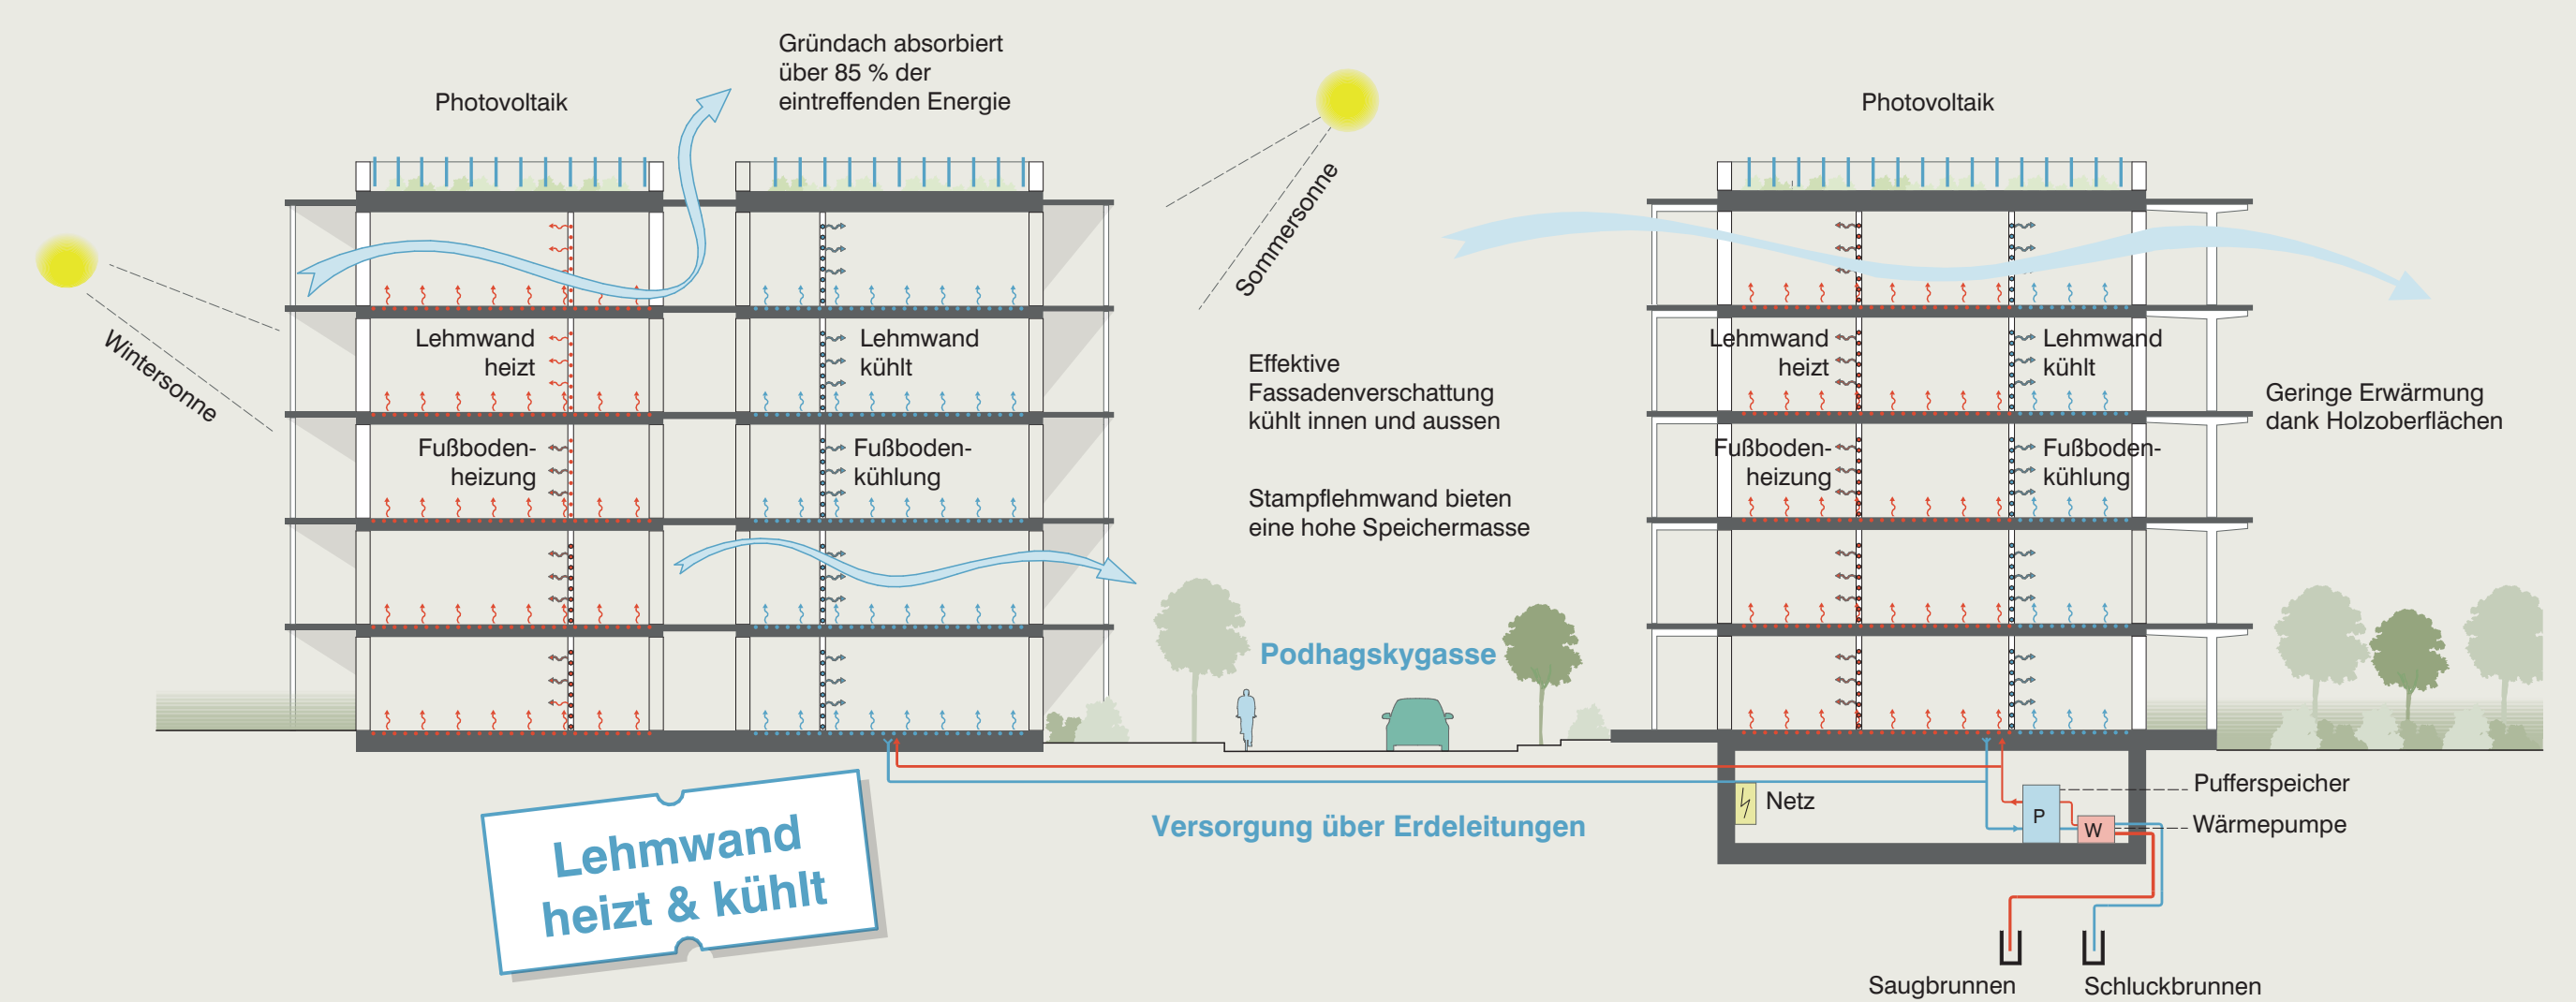 Photovoltaik
Gründach absorbiert
über 85 % der
eintreffenden Energie
Photovoltaik
Wintersonne
Sommersonne
Lehmwand
heizt
Lehmwand
kühlt
Fußboden-
heizung
Fußboden-
kühlung
Effektive
Fassadenverschattung
kühlt innen und aussen
Stampflehmwand bieten
eine hohe Speichermasse
Lehmwand
heizt
Lehmwand
kühlt
Fußboden-
heizung
Fußboden-
kühlung
Geringe Erwärmung
dank Holzoberflächen
Podhagskygasse
Versorgung über Erdeleitungen
Lehmwand
heizt & kühlt
Netz
P
W
Pufferspeicher
Wärmepumpe
Saugbrunnen
Schluckbrunnen